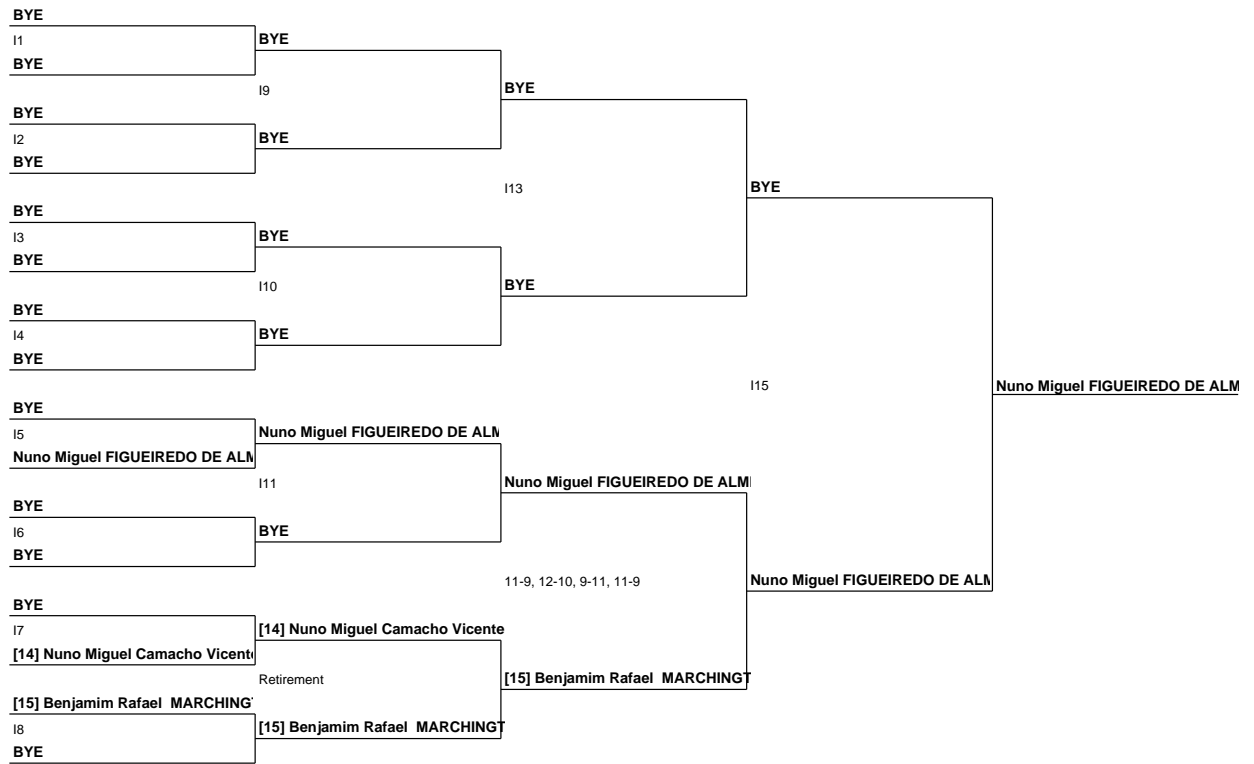 BYE
I1
BYE
BYE
I9
BYE
BYE
I2
BYE
BYE
I13
BYE
BYE
I3
BYE
BYE
I10
BYE
BYE
I4
BYE
BYE
I15
Nuno Miguel FIGUEIREDO DE ALM
BYE
I5
Nuno Miguel FIGUEIREDO DE ALM
Nuno Miguel FIGUEIREDO DE ALM
I11
Nuno Miguel FIGUEIREDO DE ALMI
BYE
I6
BYE
BYE
11-9, 12-10, 9-11, 11-9
Nuno Miguel FIGUEIREDO DE ALM
BYE
I7
[14] Nuno Miguel Camacho Vicente
[14] Nuno Miguel Camacho Vicente
Retirement
[15] Benjamim Rafael MARCHINGT
[15] Benjamim Rafael MARCHINGT
I8
[15] Benjamim Rafael MARCHINGT
BYE